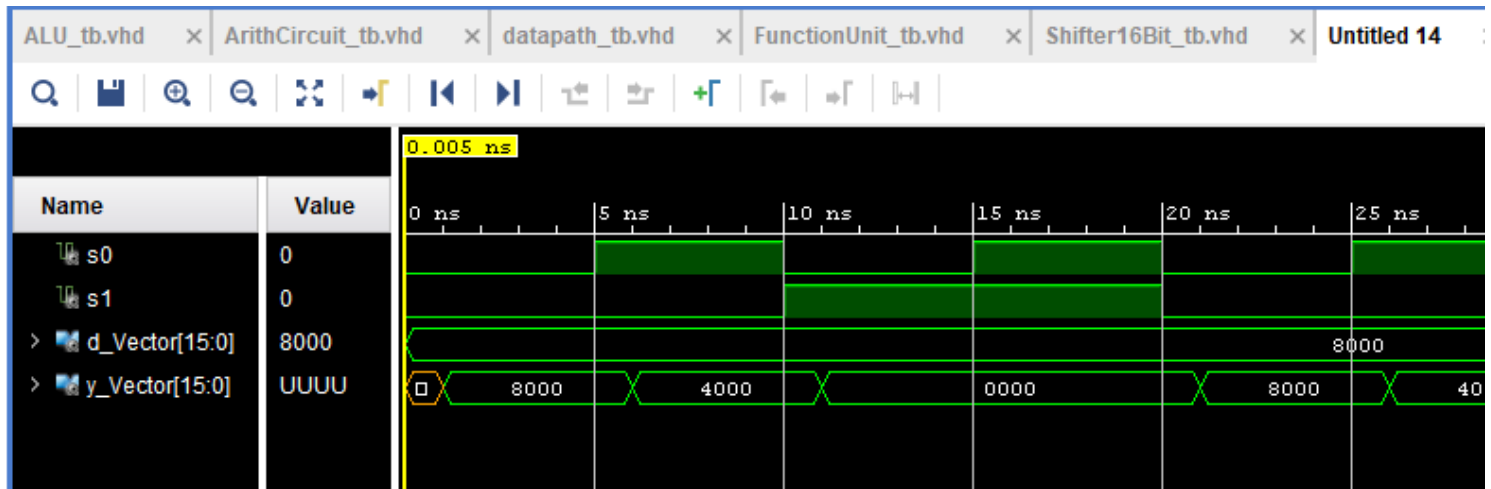 ALU_tb.vhd ArithCircuit_tb.vhd datapath_tb.vhd FunctionUnit_tb.vhd Shifter16Bit_tb.vhd Untitled 14
0.005 ns
Name Value 0 ns 5 ns 10 ns 15 ns 20 ns 25 ns
s0 0
s1 0
d_Vector[15:0] 8000 8000
y_Vector[15:0] UUUU 8000 4000 0000 8000 40